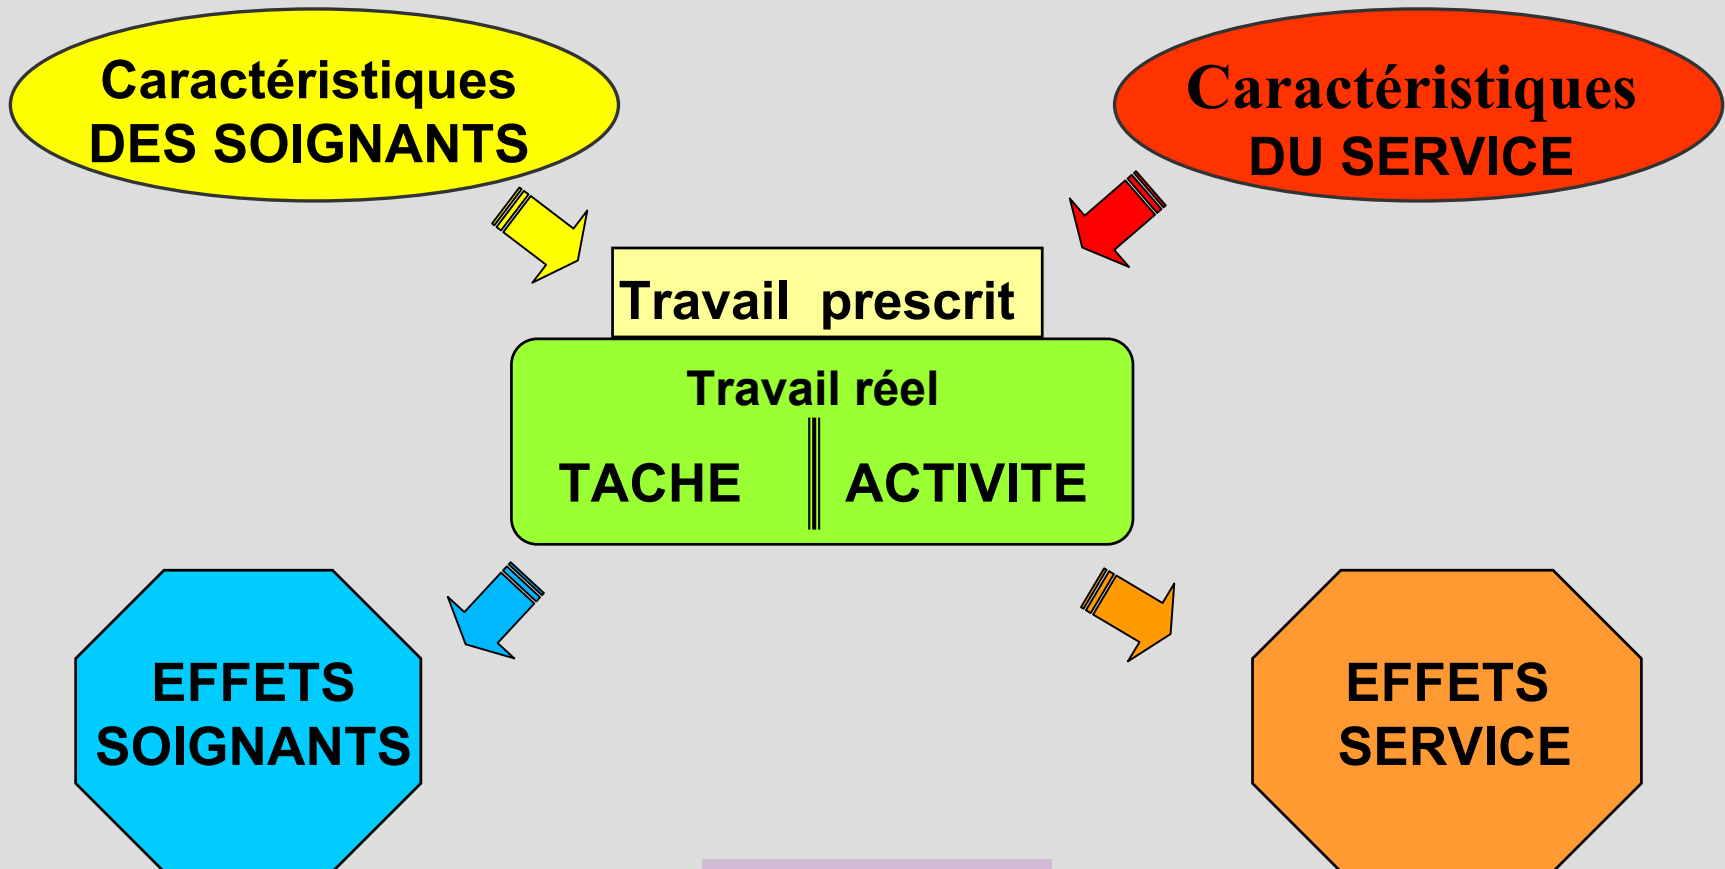 Caractéristiques
DES SOIGNANTS
Caractéristiques
DU SERVICE
Travail prescrit
Travail réel
TACHE
ACTIVITE
EFFETS
SOIGNANTS
EFFETS
SERVICE